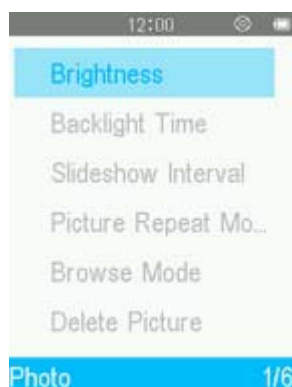 12:00
Brightness
Backlight Time
Slideshow Interval
Picture Repeat Mo...
Browse Mode
Delete Picture
Photo 1/6